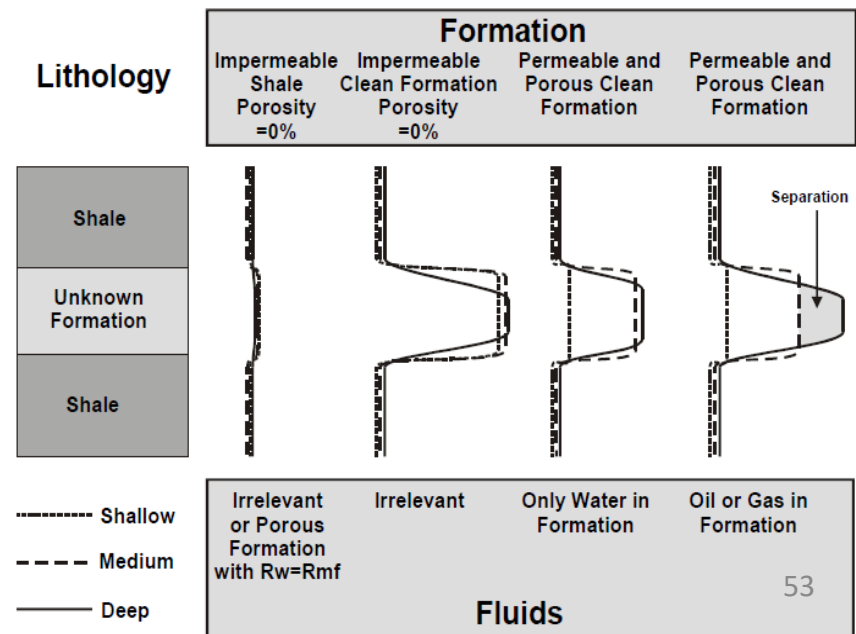 Lithology
Formation
Impermeable
Shale
Porosity
=0%
Impermeable
Clean Formation
Porosity
=0%
Permeable and
Porous Clean
Formation
Permeable and
Porous Clean
Formation
Shale
Unknown
Formation
Shale
Separation
Shallow
Medium
Deep
Irrelevant
or Porous
Formation
with Rw=Rmf
Irrelevant
Only Water in
Formation
Oil or Gas in
Formation
Fluids
53